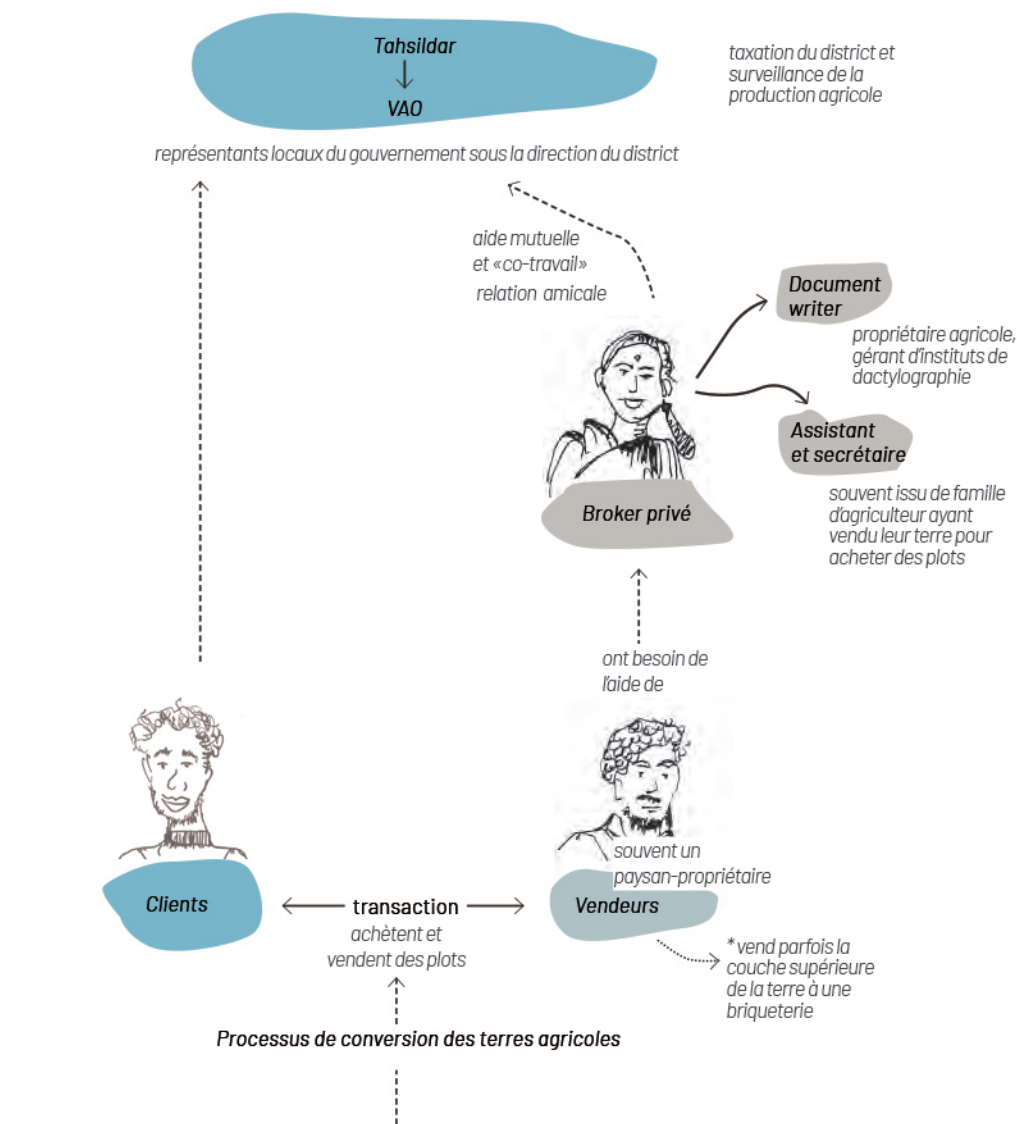 Tahsildar
VAO
taxation du district et
surveillance de la
production agricole
représentants locaux du gouvernement sous la direction du district
aide mutuelle
et «co-travail»
relation amicale
Document
writer
propriétaire agricole,
gérant d'instituts de
dactylographie
Assistant
et secrétaire
souvent issu de famille
d'agriculteur ayant
vendu leur terre pour
acheter des plots
Broker privé
ont besoin de
l'aide de
souvent un
paysan-propriétaire
Clients
transaction
Vendeurs
achètent et
vendent des plots
*vend parfois la
couche supérieure
de la terre à une
briqueterie
Processus de conversion des terres agricoles